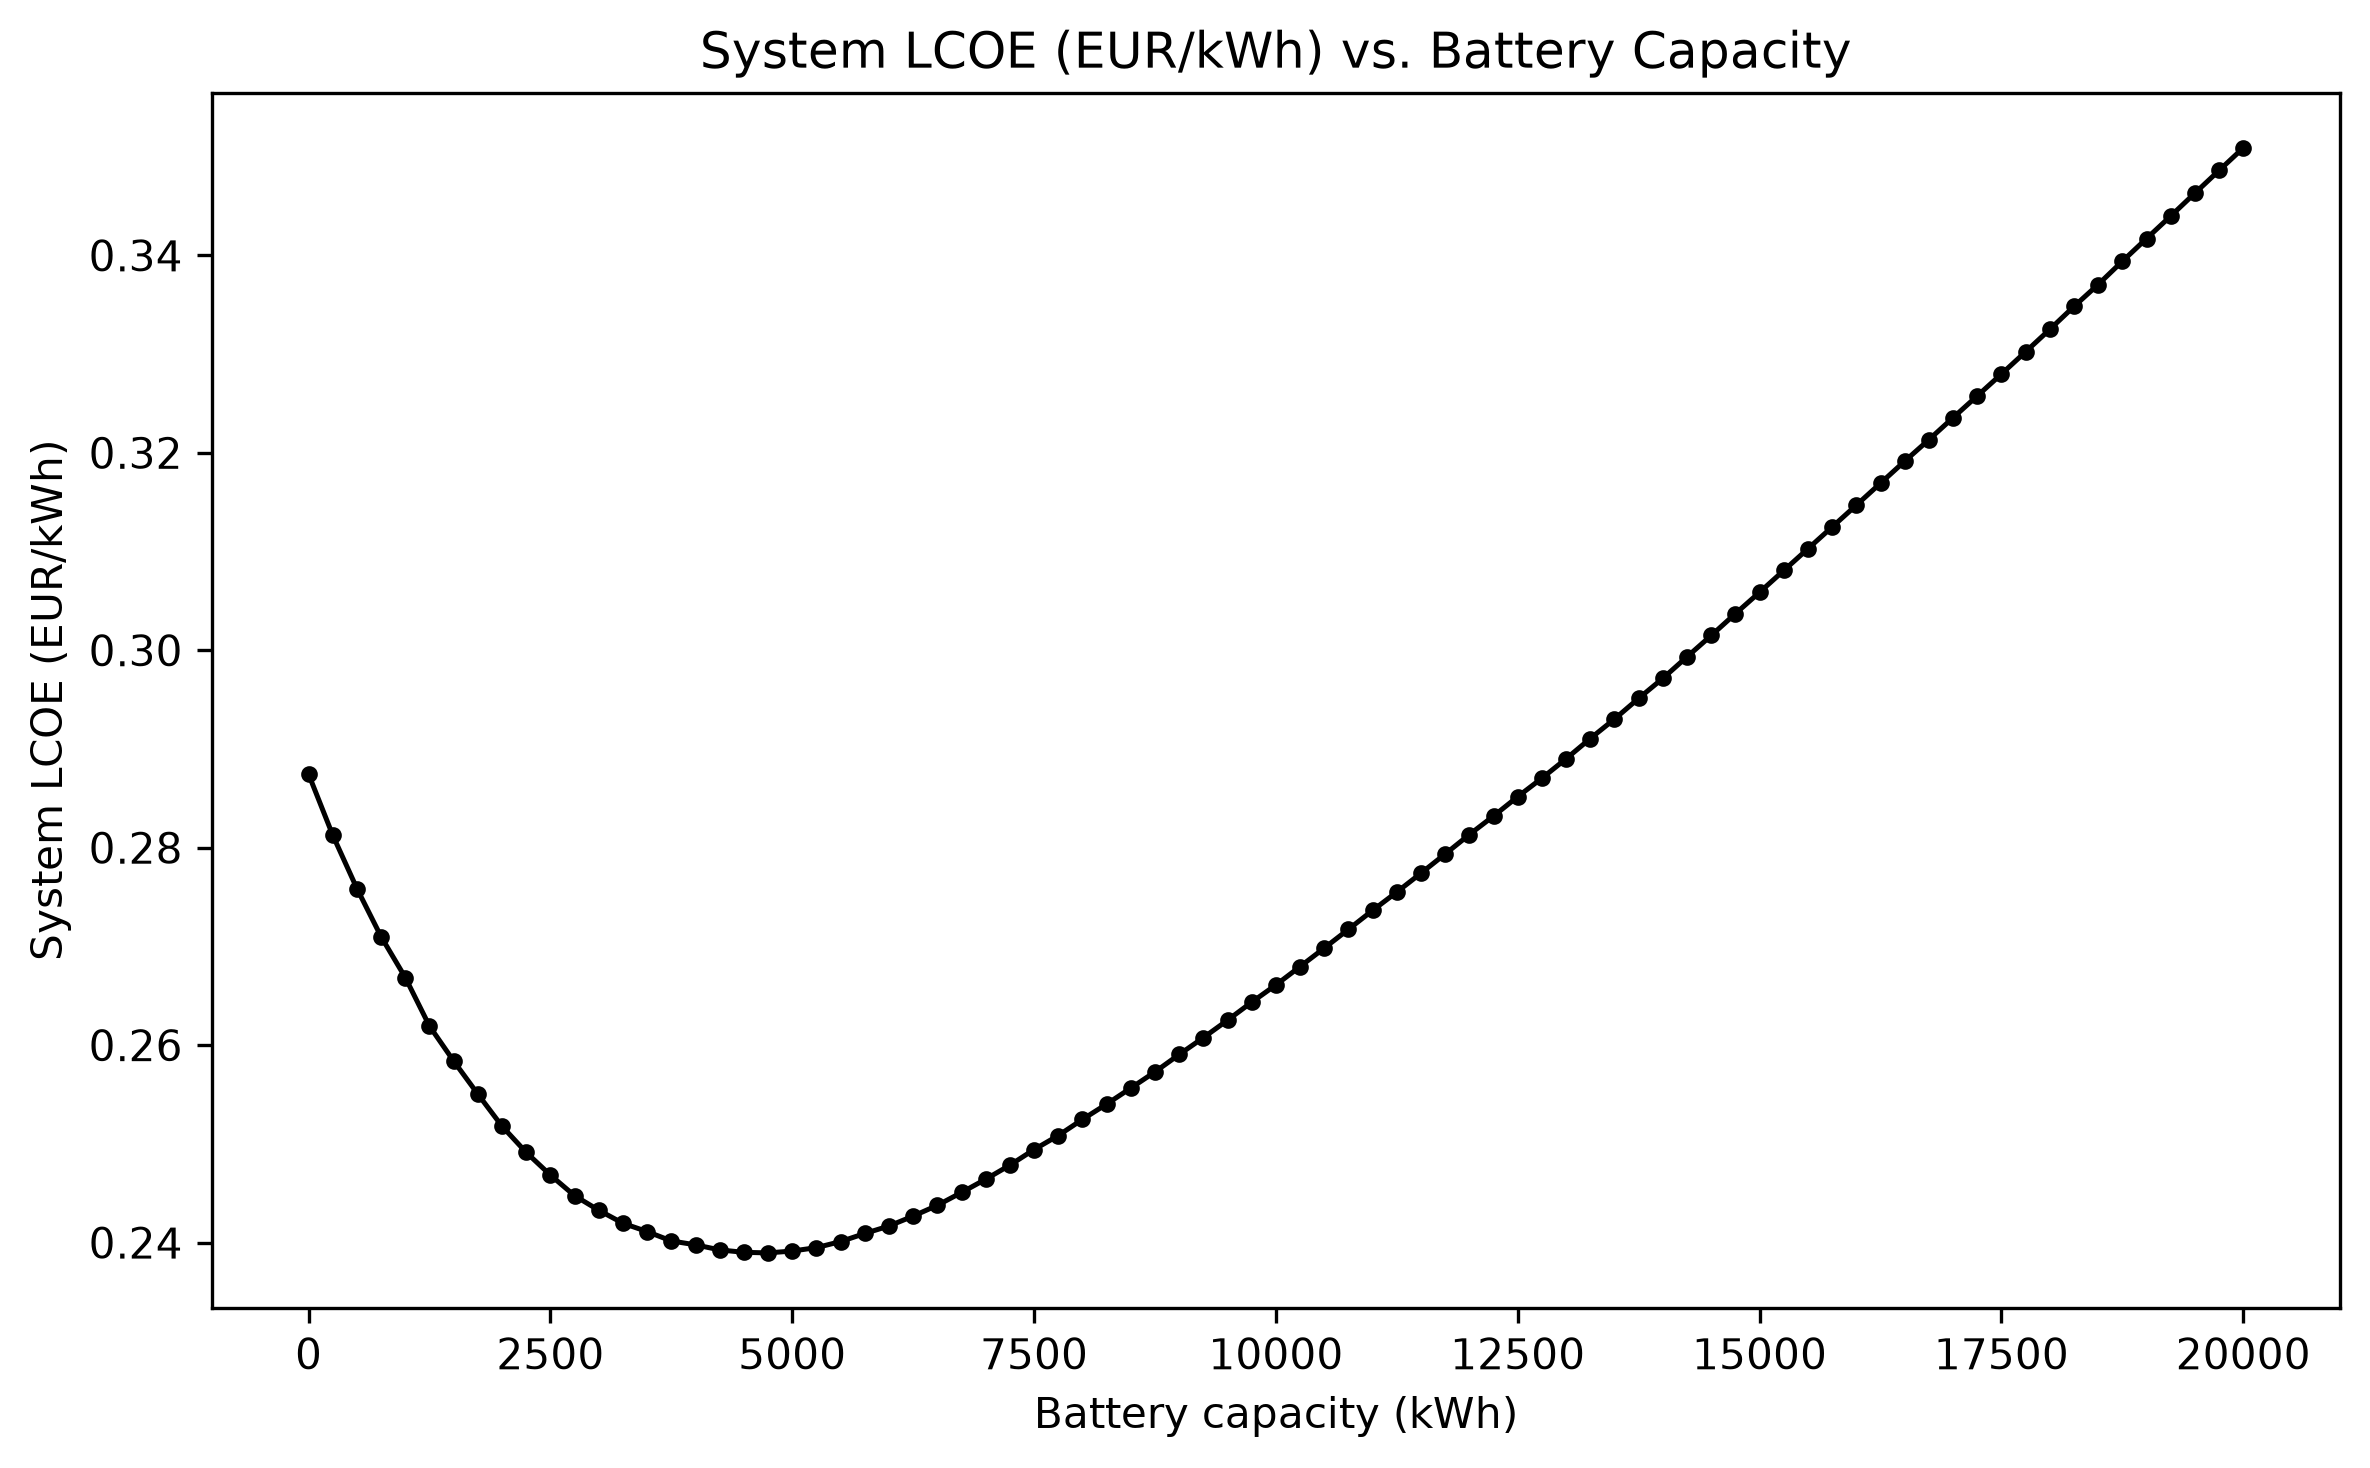 System LCOE (EUR/kWh) vs. Battery Capacity
System LCOE (EUR/kWh)
0.34
0.32
0.30
0.28
0.26
0.24
0 2500 5000 7500 10000 12500 15000 17500 20000
Battery capacity (kWh)